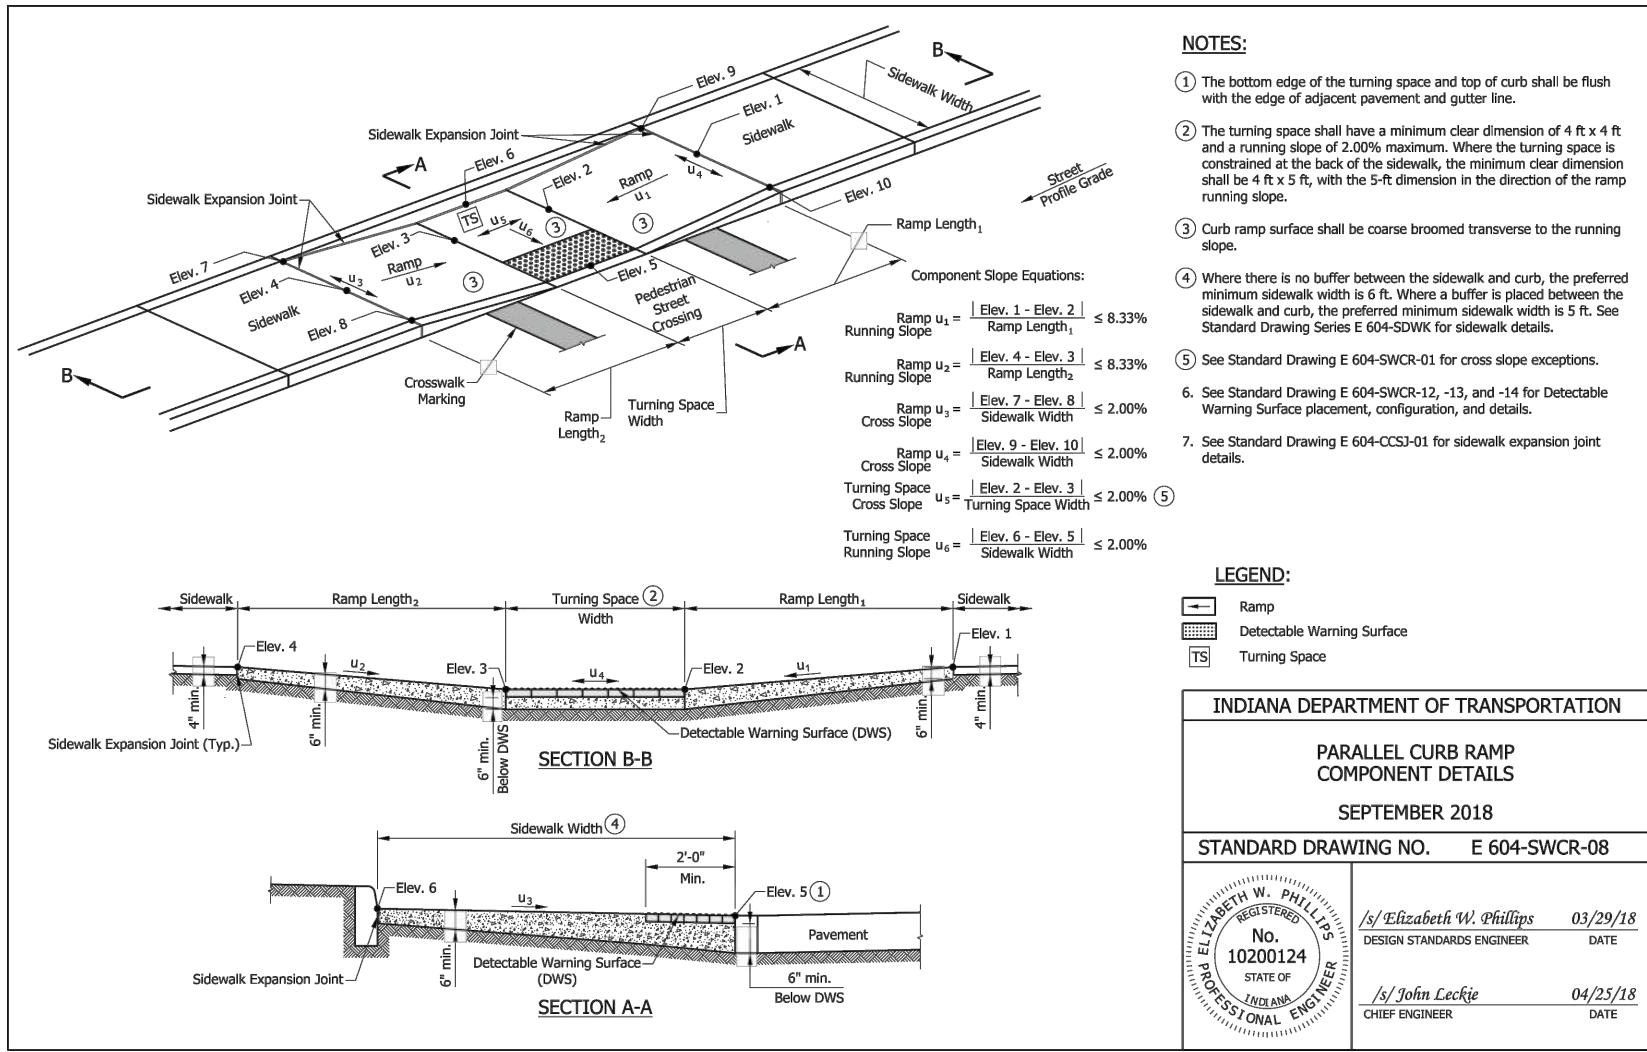 B
Sidewalk Width
Elev. 9
Elev. 1
Sidewalk
Sidewalk Expansion Joint
A
Elev. 6
Elev. 2
Ramp
u1
u4
Elev. 10
Street
Profile Grade
Sidewalk Expansion Joint
TS
u5
u6
3
3
Ramp Length1
Elev. 3
Ramp
u2
3
Elev. 7
u3
Elev. 4
Sidewalk
Elev. 8
Elev. 5
Pedestrian
Street
Crossing
A
B
Crosswalk
Marking
Ramp
Length2
Turning Space
Width
Component Slope Equations:
Ramp u1 = | Elev. 1 - Elev. 2 | ≤ 8.33%
Running Slope Ramp Length1
Ramp u2 = | Elev. 4 - Elev. 3 | ≤ 8.33%
Running Slope Ramp Length2
Ramp u3 = | Elev. 7 - Elev. 8 | ≤ 2.00%
Cross Slope Sidewalk Width
Ramp u4 = |Elev. 9 - Elev. 10| ≤ 2.00%
Cross Slope Sidewalk Width
Turning Space u5 = | Elev. 2 - Elev. 3 | ≤ 2.00% 5
Cross Slope Turning Space Width
Turning Space u6 = | Elev. 6 - Elev. 5 | ≤ 2.00%
Running Slope Sidewalk Width
NOTES:
1 The bottom edge of the turning space and top of curb shall be flush
with the edge of adjacent pavement and gutter line.
2 The turning space shall have a minimum clear dimension of 4 ft x 4 ft
and a running slope of 2.00% maximum. Where the turning space is
constrained at the back of the sidewalk, the minimum clear dimension
shall be 4 ft x 5 ft, with the 5-ft dimension in the direction of the ramp
running slope.
3 Curb ramp surface shall be coarse broomed transverse to the running
slope.
4 Where there is no buffer between the sidewalk and curb, the preferred
minimum sidewalk width is 6 ft. Where a buffer is placed between the
sidewalk and curb, the preferred minimum sidewalk width is 5 ft. See
Standard Drawing Series E 604-SDWK for sidewalk details.
5 See Standard Drawing E 604-SWCR-01 for cross slope exceptions.
6. See Standard Drawing E 604-SWCR-12, -13, and -14 for Detectable
Warning Surface placement, configuration, and details.
7. See Standard Drawing E 604-CCSJ-01 for sidewalk expansion joint
details.
LEGEND:
Ramp
Detectable Warning Surface
TS Turning Space
Sidewalk
Ramp Length2
Turning Space 2
Width
Ramp Length1
Sidewalk
Elev. 4
u2
Elev. 3
u4
Elev. 2
u1
Elev. 1
4" min.
6" min.
6" min.
Below DWS
6" min.
4" min.
Sidewalk Expansion Joint (Typ.)
Detectable Warning Surface (DWS)
SECTION B-B
Sidewalk Width 4
2'-0"
Min.
Elev. 6
u3
Elev. 5 1
Pavement
6" min.
Sidewalk Expansion Joint
Detectable Warning Surface
(DWS)
6" min.
Below DWS
SECTION A-A
INDIANA DEPARTMENT OF TRANSPORTATION
PARALLEL CURB RAMP
COMPONENT DETAILS
SEPTEMBER 2018
STANDARD DRAWING NO. E 604-SWCR-08
ELIZABETH W. PHILLIPS
REGISTERED
No.
10200124
STATE OF
INDIANA
PROFESSIONAL ENGINEER
/s/ Elizabeth W. Phillips 03/29/18
DESIGN STANDARDS ENGINEER DATE
/s/ John Leckie 04/25/18
CHIEF ENGINEER DATE